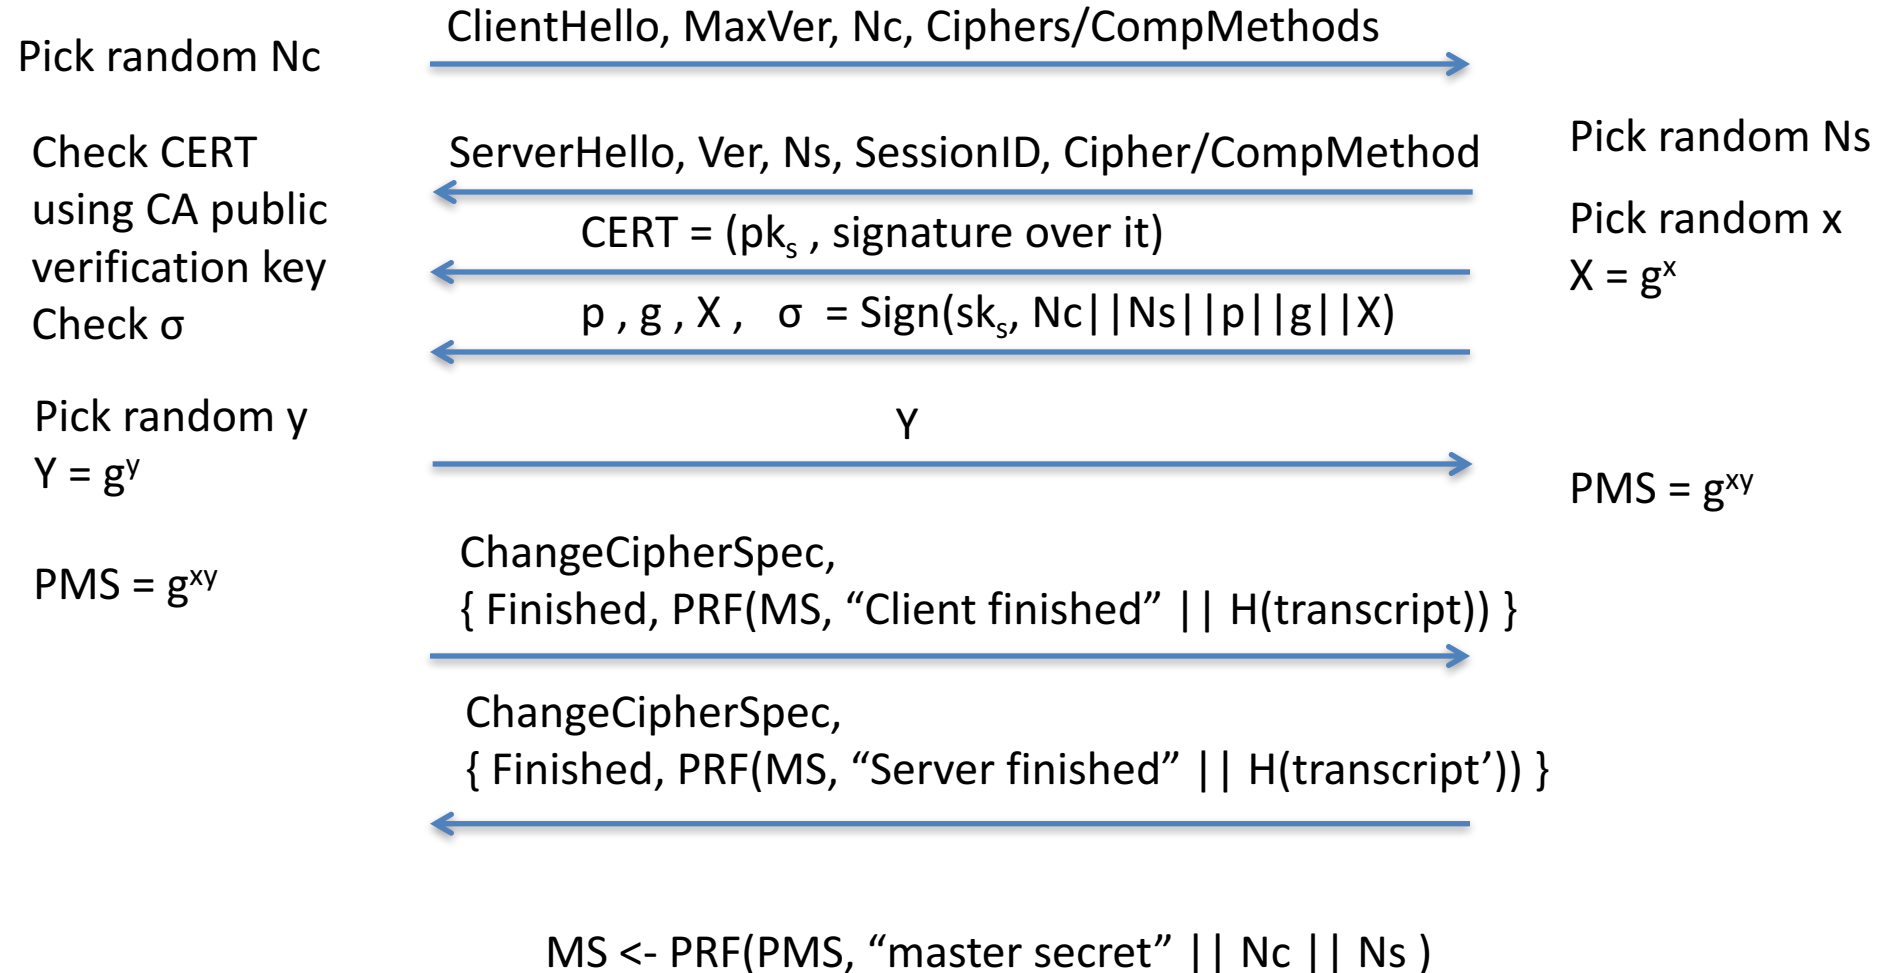 Pick random Nc
ClientHello, MaxVer, Nc, Ciphers/CompMethods
Check CERT
using CA public
verification key
Check σ
ServerHello, Ver, Ns, SessionID, Cipher/CompMethod
Pick random Ns
CERT = (pkₛ , signature over it)
Pick random x
X = gˣ
p , g , X , σ = Sign(skₛ, Nc||Ns||p||g||X)
Pick random y
Y = gʸ
Y
PMS = gˣʸ
PMS = gˣʸ
ChangeCipherSpec,
{ Finished, PRF(MS, “Client finished” || H(transcript)) }
ChangeCipherSpec,
{ Finished, PRF(MS, “Server finished” || H(transcript’)) }
MS <- PRF(PMS, “master secret” || Nc || Ns )